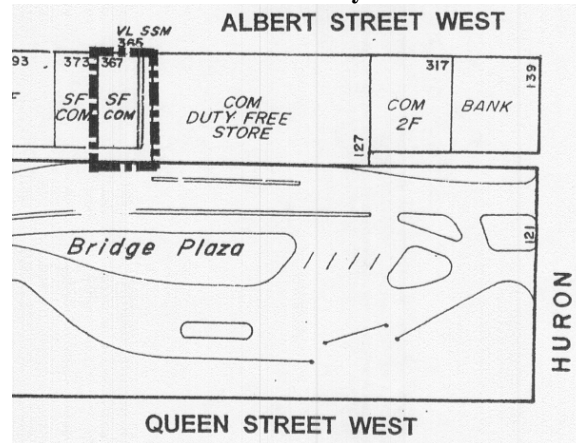 ALBERT STREET WEST
VL SSM
365
93 373 367 317 139
SF COM
SF COM
COM
DUTY FREE
STORE
COM
2F
BANK
127
121
Bridge Plaza
HURON
QUEEN STREET WEST